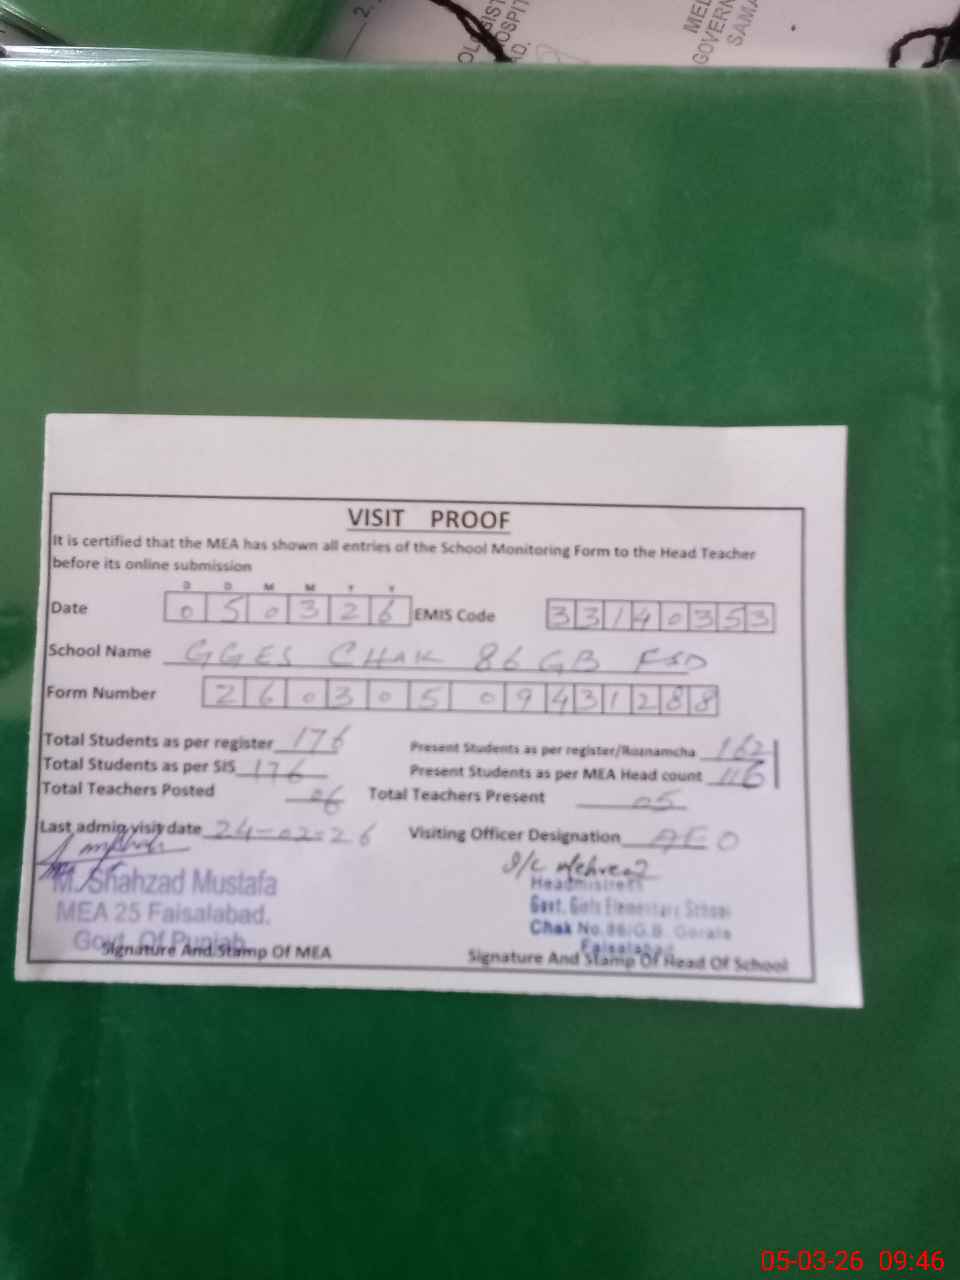 2.
OLOGIST
HOSPIT
AD.
MED
GOVERN
SAMA
VISIT PROOF
It is certified that the MEA has shown all entries of the School Monitoring Form to the Head Teacher
before its online submission
D D M M Y Y
Date 0 5 0 3 2 6 EMIS Code 3 3 1 4 0 3 5 3
School Name GGES CHAK 86 GB FSD
Form Number 2 6 0 3 0 5 0 9 4 3 1 2 8 8
Total Students as per register 176 Present Students as per register/Roznamcha 162
Total Students as per SIS 176 Present Students as per MEA Head count 116
Total Teachers Posted 06 Total Teachers Present 05
Last admin visit date 24-02-26 Visiting Officer Designation AEO
I/c
M. Shahzad Mustafa
MEA 25 Faisalabad.
Govt. Of Punjab
Signature And Stamp Of MEA
Headmistress
Govt. Girls Elementary School
Chak No.86/G.B.
Faisalabad
Signature And Stamp Of Head Of School
05-03-26 09:46